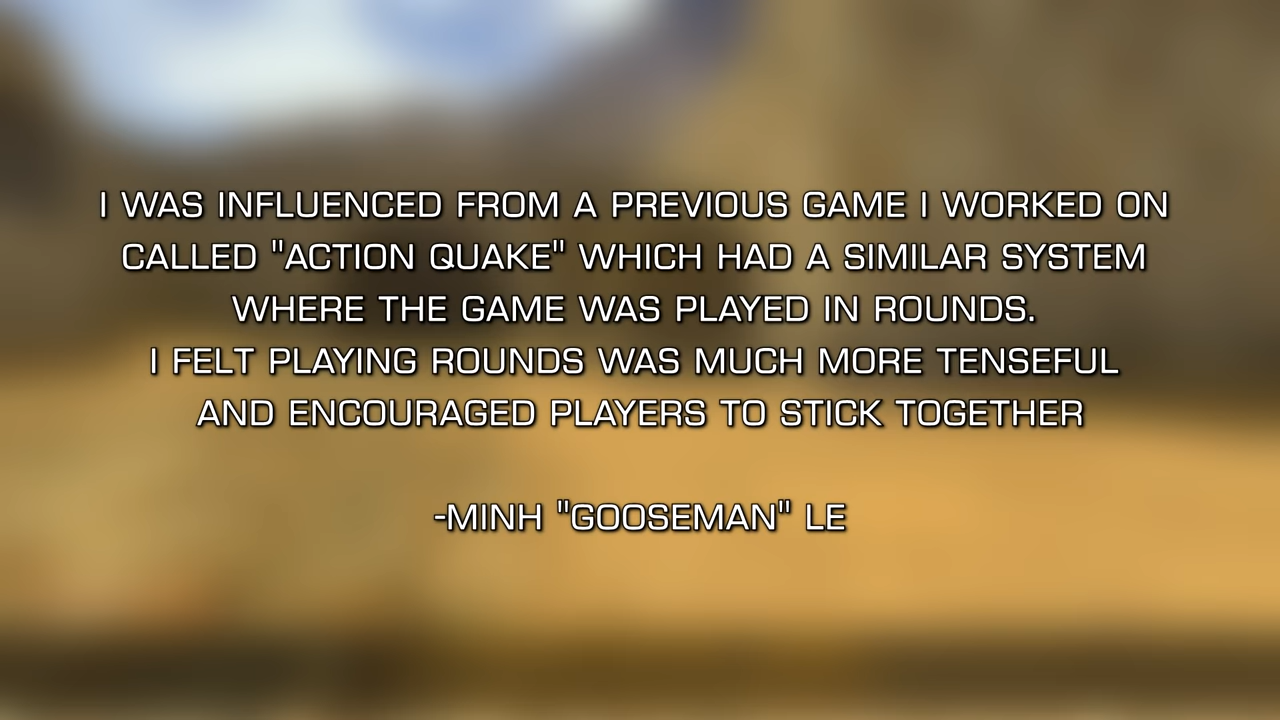 I WAS INFLUENCED FROM A PREVIOUS GAME I WORKED ON
CALLED "ACTION QUAKE" WHICH HAD A SIMILAR SYSTEM
WHERE THE GAME WAS PLAYED IN ROUNDS.
I FELT PLAYING ROUNDS WAS MUCH MORE TENSEFUL
AND ENCOURAGED PLAYERS TO STICK TOGETHER
-MINH "GOOSEMAN" LE